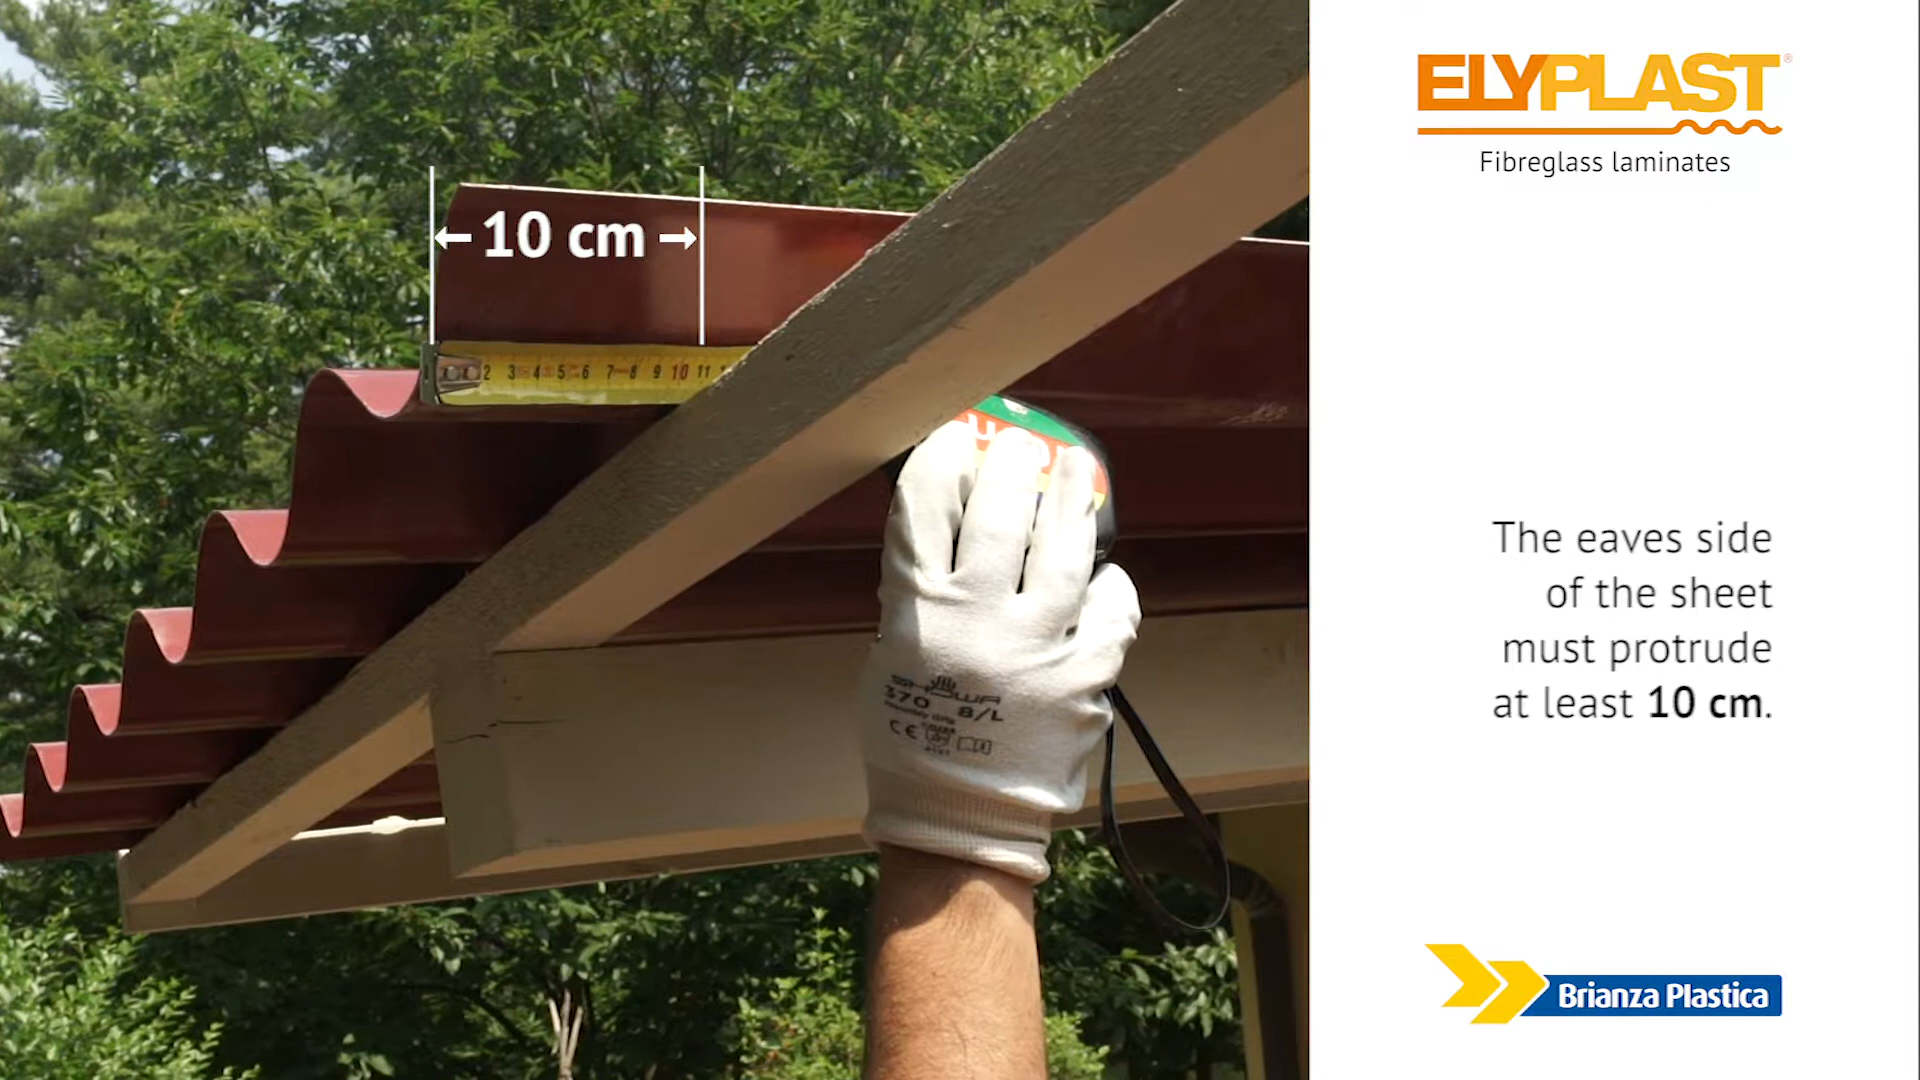 ELYPLAST®
Fibreglass laminates
10 cm
2 3 4 5 6 7 8 9 10 11
370 8/L
CE
The eaves side
of the sheet
must protrude
at least 10 cm.
Brianza Plastica